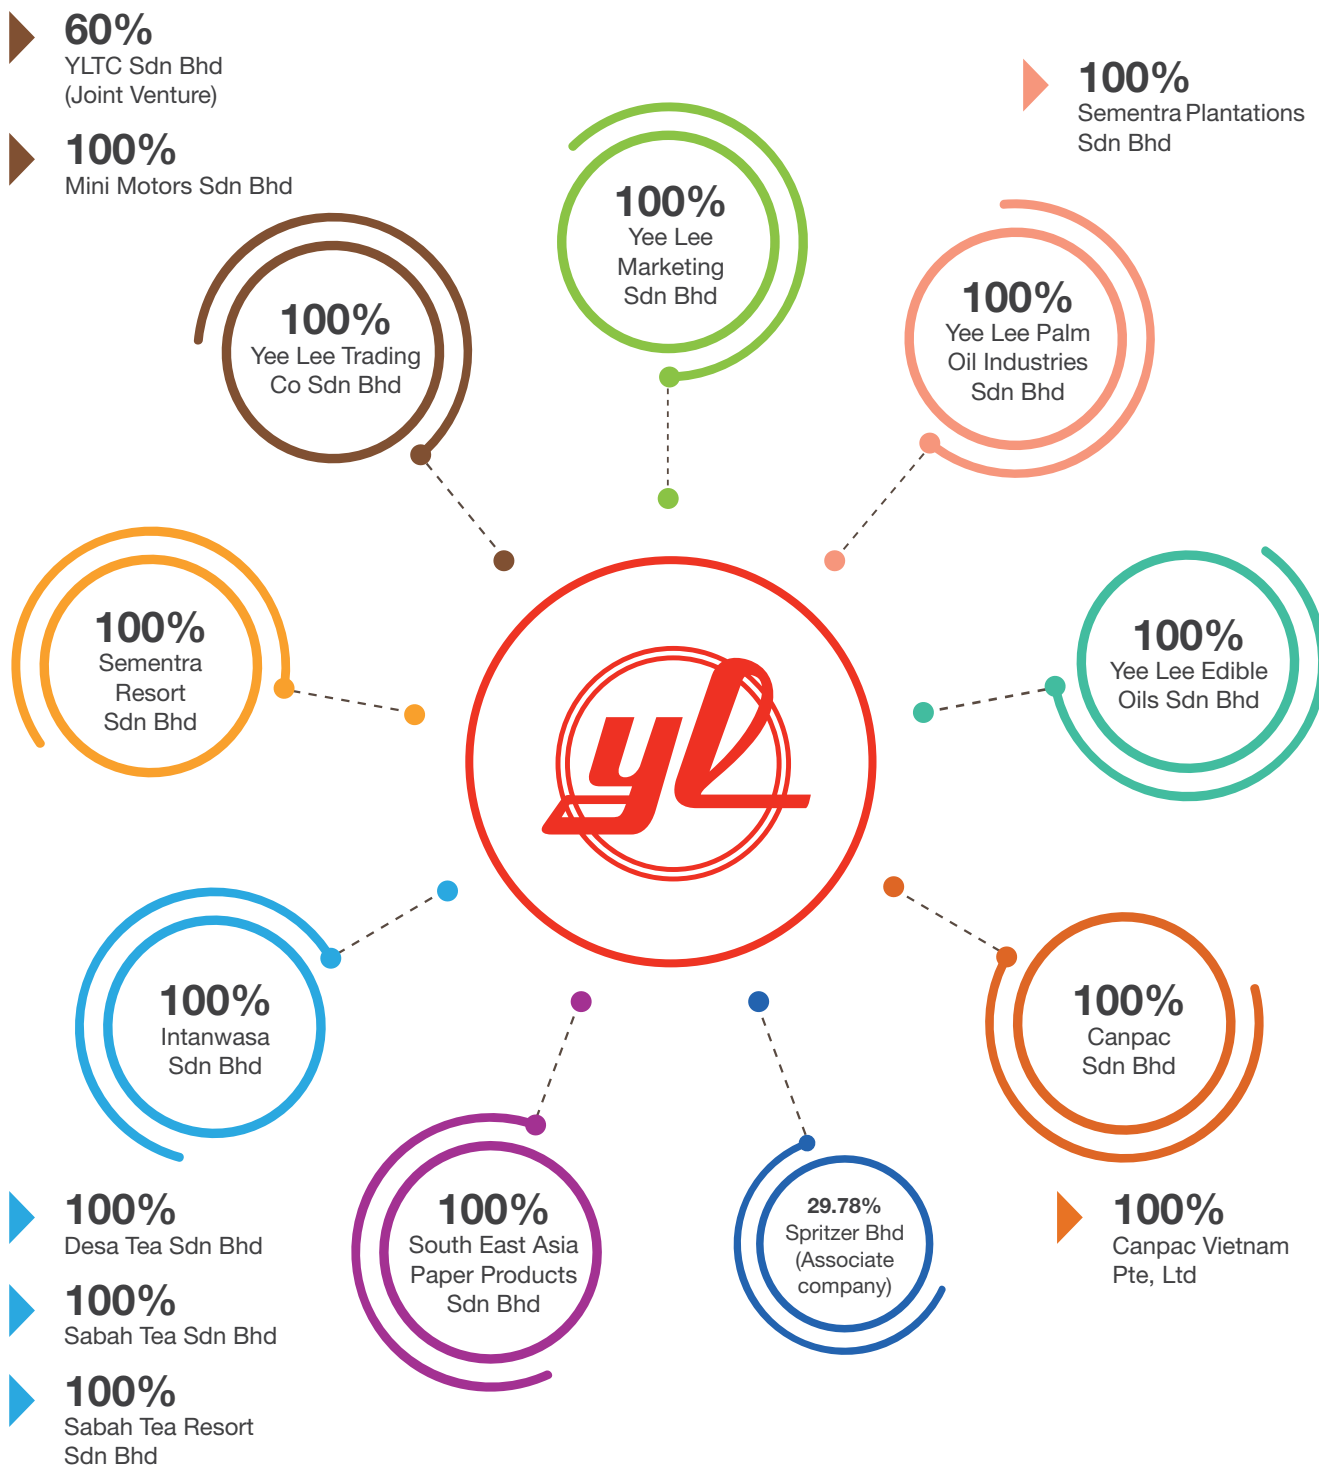 60%
YLTC Sdn Bhd
(Joint Venture)
100%
Mini Motors Sdn Bhd
100%
Sementra Plantations
Sdn Bhd
100%
Yee Lee
Marketing
Sdn Bhd
100%
Yee Lee Trading
Co Sdn Bhd
100%
Yee Lee Palm
Oil Industries
Sdn Bhd
100%
Sementra
Resort
Sdn Bhd
yl
100%
Yee Lee Edible
Oils Sdn Bhd
100%
Intanwasa
Sdn Bhd
100%
Canpac
Sdn Bhd
100%
Desa Tea Sdn Bhd
100%
Sabah Tea Sdn Bhd
100%
Sabah Tea Resort
Sdn Bhd
100%
South East Asia
Paper Products
Sdn Bhd
29.78%
Spritzer Bhd
(Associate
company)
100%
Canpac Vietnam
Pte, Ltd